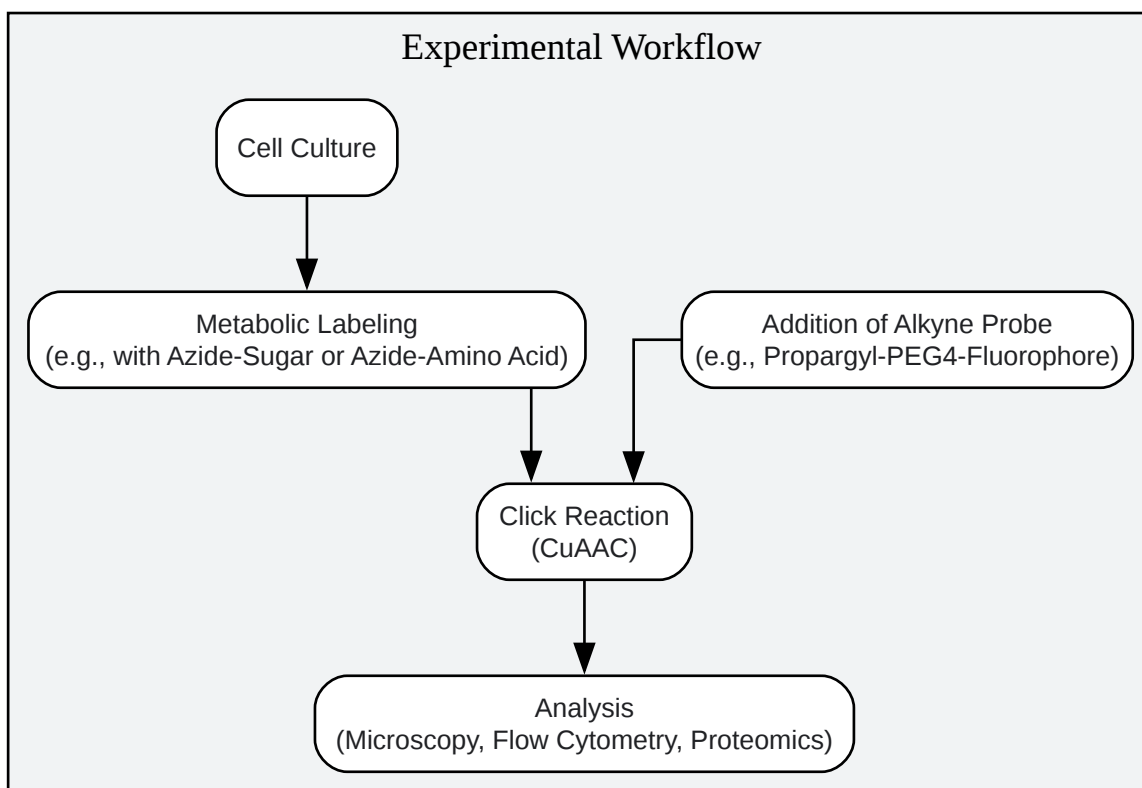 Experimental Workflow
Cell Culture
Metabolic Labeling
(e.g., with Azide-Sugar or Azide-Amino Acid)
Addition of Alkyne Probe
(e.g., Propargyl-PEG4-Fluorophore)
Click Reaction
(CuAAC)
Analysis
(Microscopy, Flow Cytometry, Proteomics)